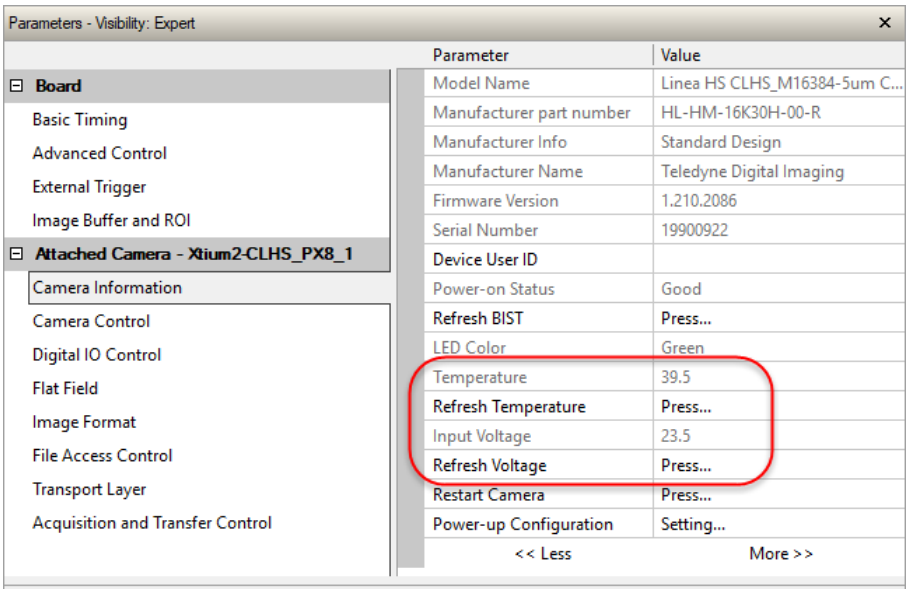 Parameters - Visibility: Expert
Parameter Value
Board
Basic Timing
Advanced Control
External Trigger
Image Buffer and ROI
Attached Camera - Xtium2-CLHS_PX8_1
Camera Information
Camera Control
Digital IO Control
Flat Field
Image Format
File Access Control
Transport Layer
Acquisition and Transfer Control
Model Name Linea HS CLHS_M16384-5um C...
Manufacturer part number HL-HM-16K30H-00-R
Manufacturer Info Standard Design
Manufacturer Name Teledyne Digital Imaging
Firmware Version 1.210.2086
Serial Number 19900922
Device User ID
Power-on Status Good
Refresh BIST Press...
LED Color Green
Temperature 39.5
Refresh Temperature Press...
Input Voltage 23.5
Refresh Voltage Press...
Restart Camera Press...
Power-up Configuration Setting...
<< Less More >>